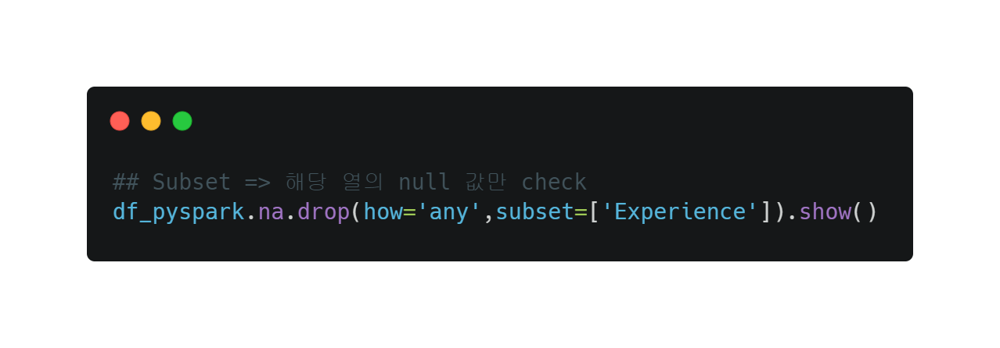 ## Subset => 해당 열의 null 값만 check
df_pyspark.na.drop(how='any',subset=['Experience']).show()